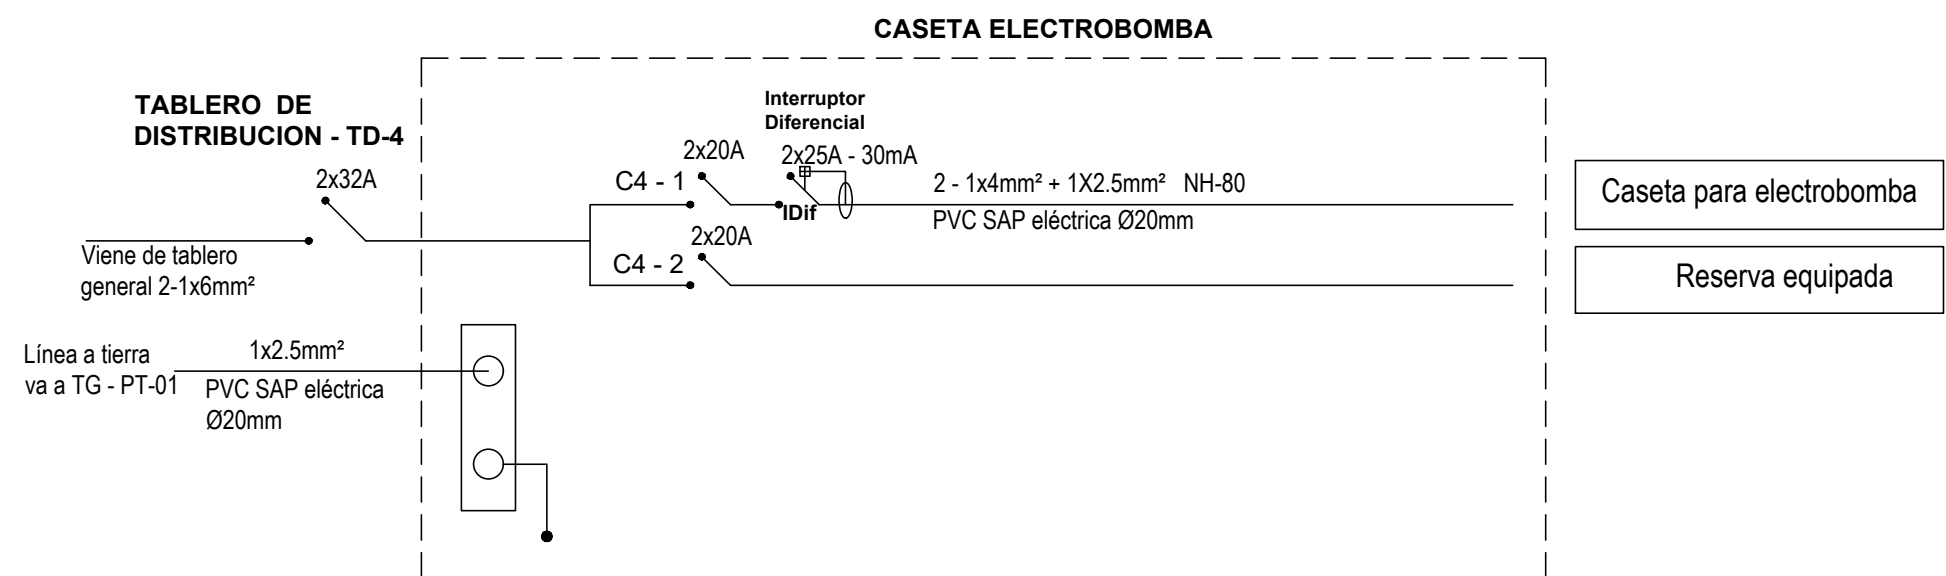 CASETA ELECTROBOMBA
TABLERO DE
DISTRIBUCION - TD-4
2x32A
Viene de tablero
general 2-1x6mm²
Interruptor
Diferencial
2x20A
2x25A - 30mA
C4 - 1
IDif
2 - 1x4mm² + 1X2.5mm² NH-80
PVC SAP eléctrica Ø20mm
Caseta para electrobomba
2x20A
C4 - 2
Reserva equipada
Línea a tierra
va a TG - PT-01
1x2.5mm²
PVC SAP eléctrica
Ø20mm